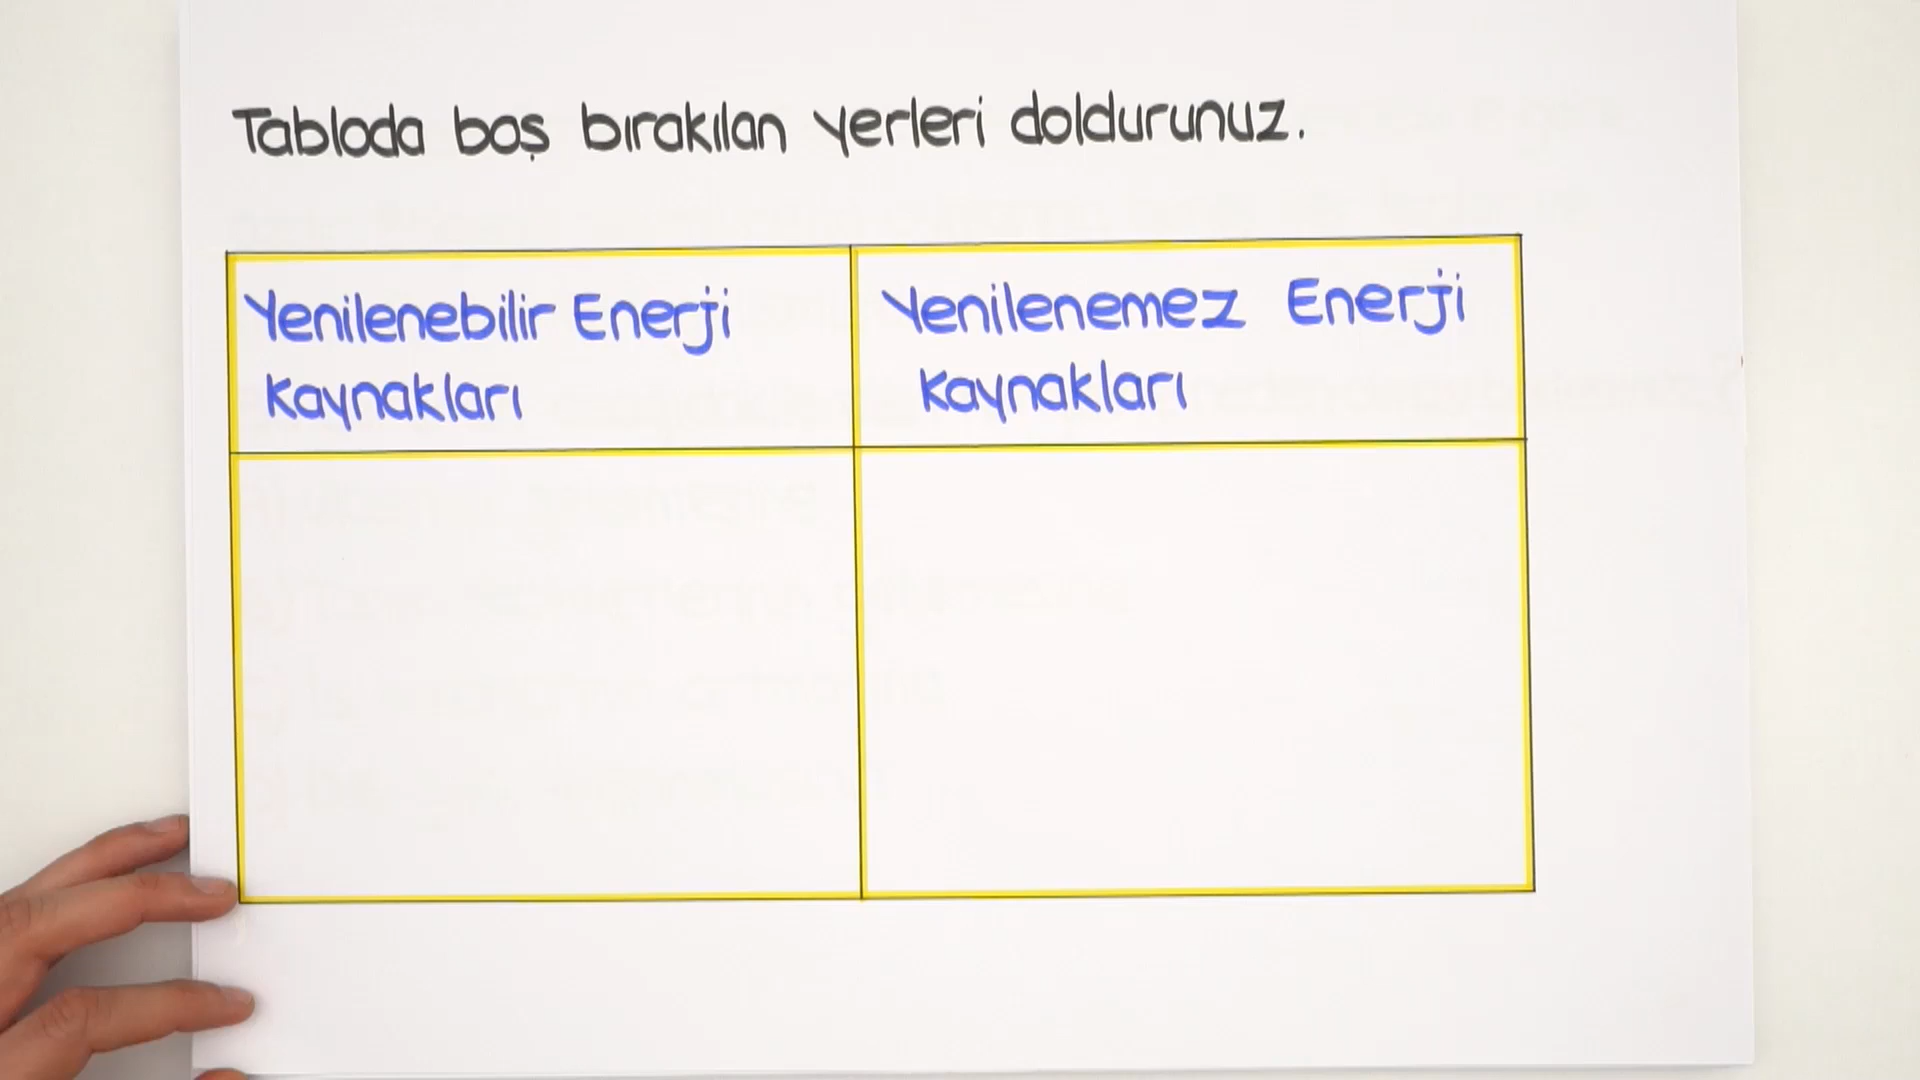 Tabloda boş bırakılan yerleri doldurunuz.
Yenilenebilir Enerji
Kaynakları
Yenilenemez Enerji
Kaynakları